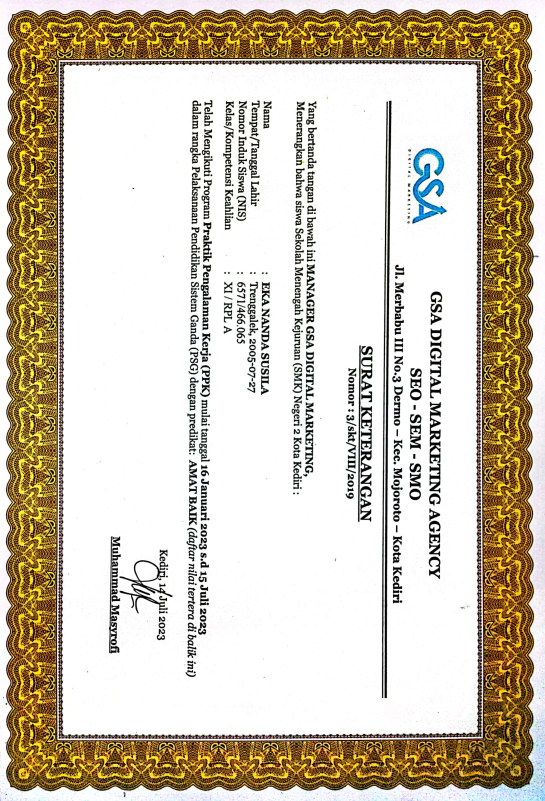 GSA
DIGITAL MARKETING
GSA DIGITAL MARKETING AGENCY
SEO - SEM - SMO
Jl. Merbabu III No.3 Dermo – Kec. Mojoroto – Kota Kediri
SURAT KETERANGAN
Nomor : 3/skt/VIII/2019
Yang bertanda tangan di bawah ini MANAGER GSA DIGITAL MARKETING,
Menerangkan bahwa siswa Sekolah Menengah Kejuruan (SMK) Negeri 2 Kota Kediri :
Nama : EKA NANDA SUSILA
Tempat/Tanggal Lahir : Trenggalek, 2005-07-27
Nomor Induk Siswa (NIS) : 6571/466.065
Kelas/Kompetensi Keahlian : XI / RPL A
Telah Mengikuti Program Praktik Pengalaman Kerja (PPK) mulai tanggal 16 Januari 2023 s.d 15 Juli 2023
dalam rangka Pelaksanaan Pendidikan Sistem Ganda (PSG) dengan predikat: AMAT BAIK (daftar nilai tertera di balik ini)
Kediri, 14 Juli 2023
Muhammad Masyrofi